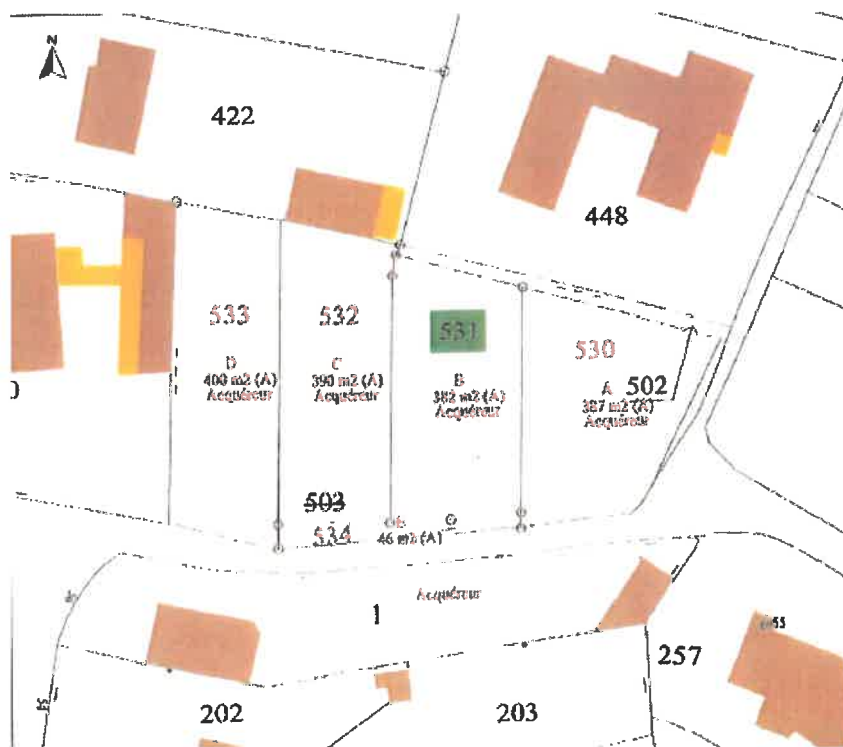 N
422
448
533
532
531
530
D
400 m2 (A)
Acquéreur
C
390 m2 (A)
Acquéreur
B
382 m2 (A)
Acquéreur
A
387 m2 (A)
Acquéreur
502
503
534
E
46 m2 (A)
Acquéreur
1
55
257
202
203